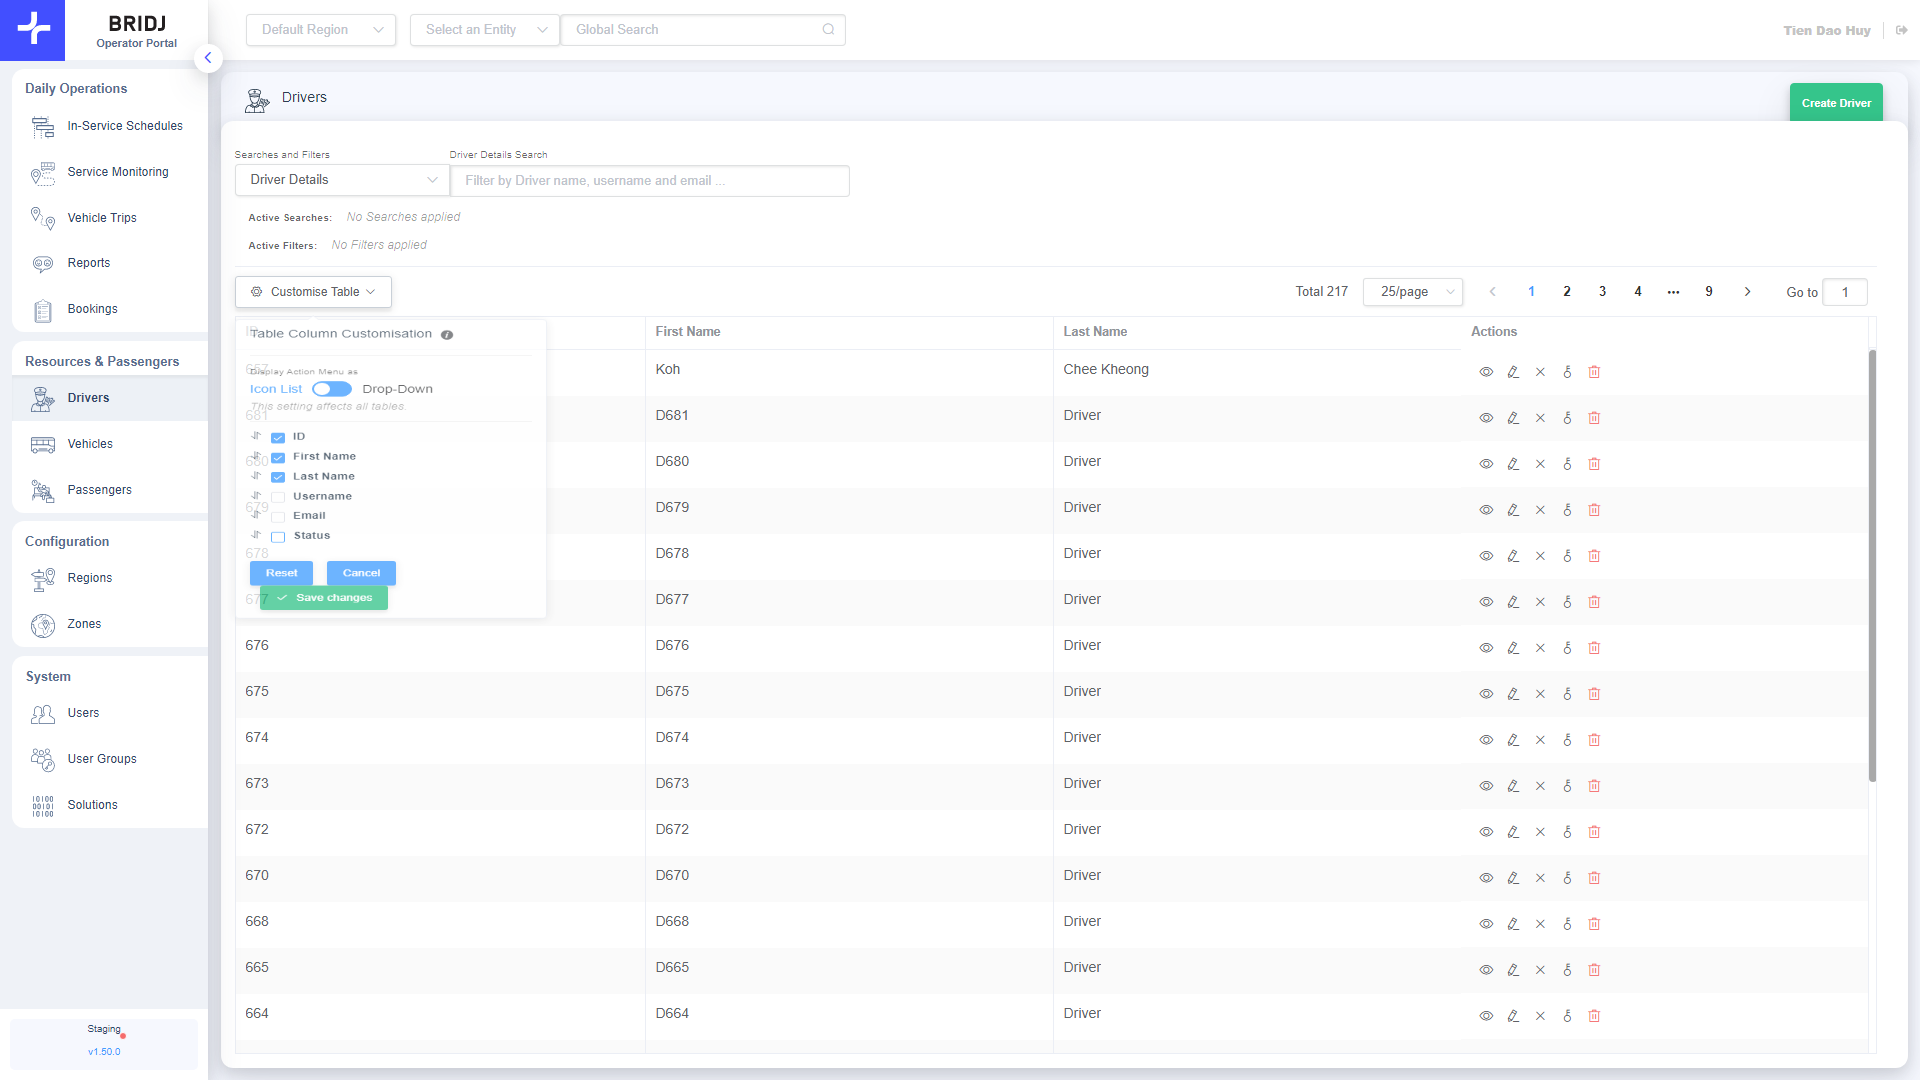 BRIDJ
Operator Portal
Default Region
Select an Entity
Global Search
Tien Dao Huy
Daily Operations
In-Service Schedules
Service Monitoring
Vehicle Trips
Reports
Bookings
Resources & Passengers
Drivers
Vehicles
Passengers
Configuration
Regions
Zones
System
Users
User Groups
Solutions
Staging
v1.50.0
Drivers
Create Driver
Searches and Filters
Driver Details Search
Driver Details
Filter by Driver name, username and email ...
Active Searches: No Searches applied
Active Filters: No Filters applied
Customise Table
Total 217 25/page 1 2 3 4 ••• 9 Go to 1
Table Column Customisation
Display Action Menu as
Icon List Drop-Down
This setting affects all tables.
ID
First Name
Last Name
Username
Email
Status
Reset Cancel
Save changes
ID First Name Last Name Actions
657 Koh Chee Kheong
681 D681 Driver
680 D680 Driver
679 D679 Driver
678 D678 Driver
677 D677 Driver
676 D676 Driver
675 D675 Driver
674 D674 Driver
673 D673 Driver
672 D672 Driver
670 D670 Driver
668 D668 Driver
665 D665 Driver
664 D664 Driver